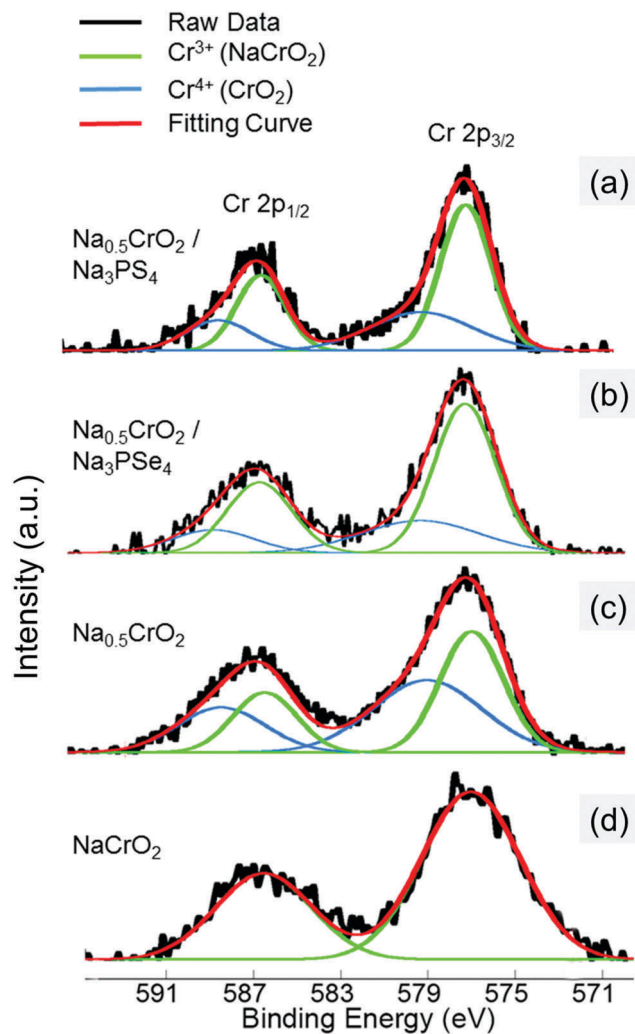 Raw Data
Cr³⁺ (NaCrO₂)
Cr⁴⁺ (CrO₂)
Fitting Curve
Cr 2p₃/₂
(a)
Cr 2p₁/₂
Na₀.₅CrO₂ /
Na₃PS₄
(b)
Na₀.₅CrO₂ /
Na₃PSe₄
(c)
Na₀.₅CrO₂
(d)
NaCrO₂
Intensity (a.u.)
591 587 583 579 575 571
Binding Energy (eV)